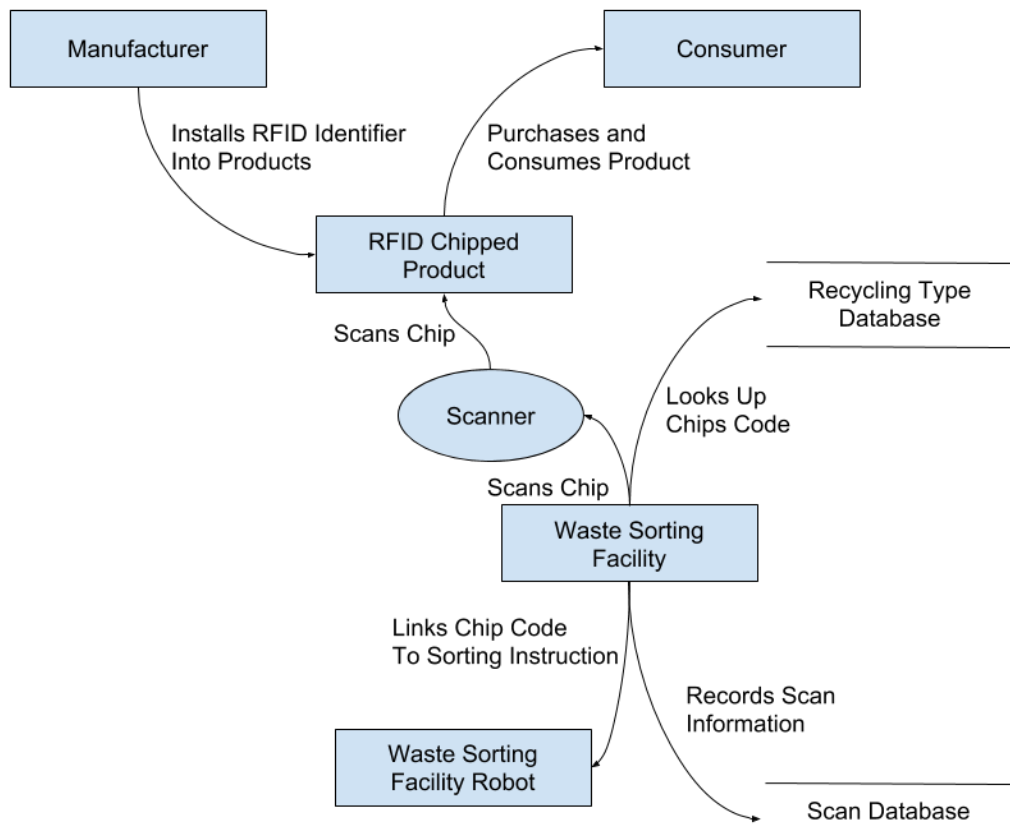 Manufacturer
Consumer
Installs RFID Identifier
Into Products
Purchases and
Consumes Product
RFID Chipped
Product
Recycling Type
Database
Scans Chip
Scanner
Looks Up
Chips Code
Scans Chip
Waste Sorting
Facility
Links Chip Code
To Sorting Instruction
Records Scan
Information
Waste Sorting
Facility Robot
Scan Database